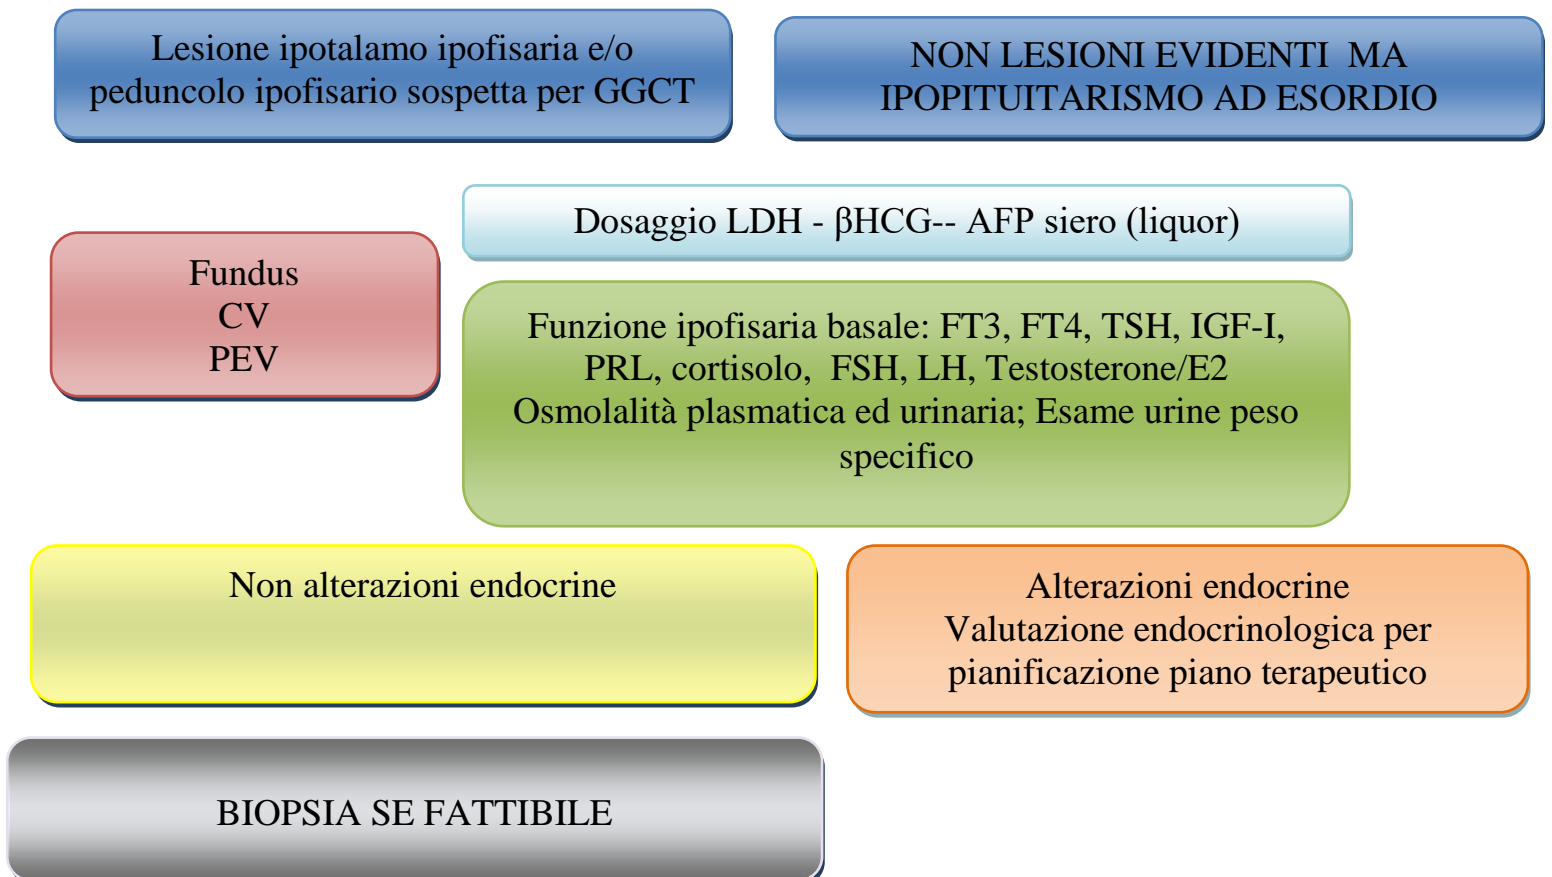 Lesione ipotalamo ipofisaria e/o
peduncolo ipofisario sospetta per GGCT
NON LESIONI EVIDENTI MA
IPOPITUITARISMO AD ESORDIO
Dosaggio LDH - βHCG-- AFP siero (liquor)
Fundus
CV
PEV
Funzione ipofisaria basale: FT3, FT4, TSH, IGF-I,
PRL, cortisolo, FSH, LH, Testosterone/E2
Osmolalità plasmatica ed urinaria; Esame urine peso
specifico
Non alterazioni endocrine
Alterazioni endocrine
Valutazione endocrinologica per
pianificazione piano terapeutico
BIOPSIA SE FATTIBILE